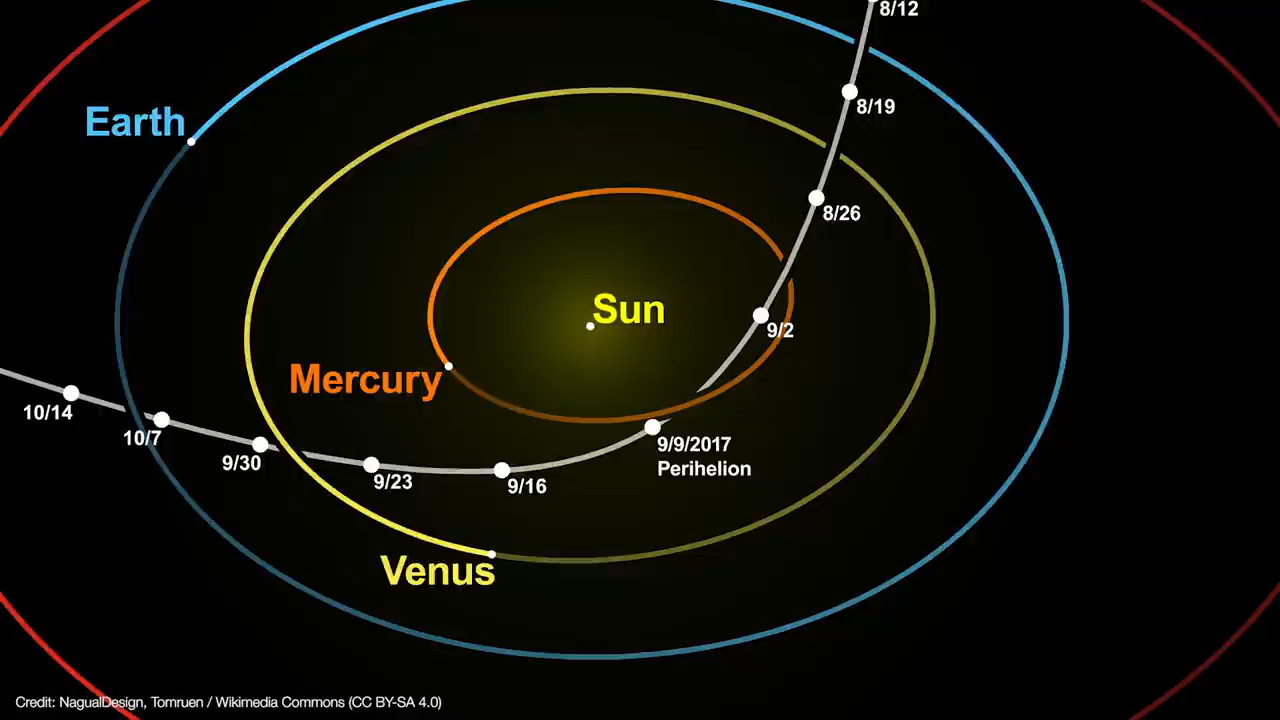 8/12
8/19
Earth
8/26
Sun
9/2
Mercury
10/14
10/7
9/30
9/23
9/16
9/9/2017
Perihelion
Venus
Credit: NagualDesign, Tomruen / Wikimedia Commons (CC BY-SA 4.0)